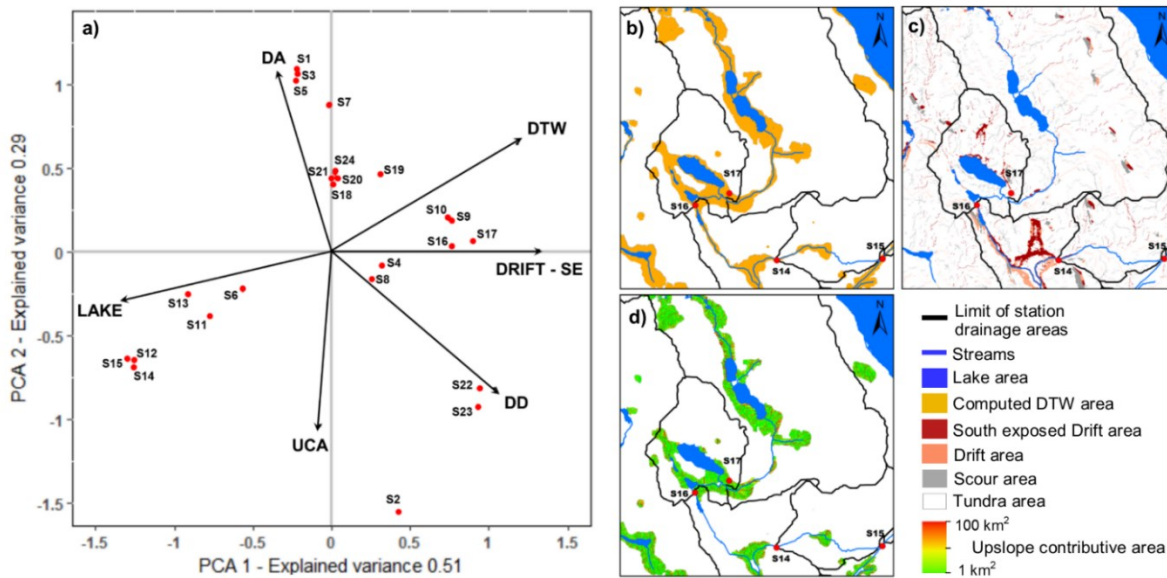 a)
PCA 2 - Explained variance 0.29
1
0.5
0
-0.5
-1
-1.5
-1.5
-1
-0.5
0
0.5
1
1.5
PCA 1 - Explained variance 0.51
DA
S1
S3
S5
S7
DTW
S24
S21
S20
S18
S19
S10
S9
S17
S16
DRIFT - SE
S4
S8
LAKE
S13
S6
S11
S15
S12
S14
S22
S23
DD
UCA
S2
b)
N
S17
S16
S14
S15
c)
N
S17
S16
S14
S15
d)
N
S17
S16
S14
S15
Limit of station
drainage areas
Streams
Lake area
Computed DTW area
South exposed Drift area
Drift area
Scour area
Tundra area
100 km²
Upslope contributive area
1 km²